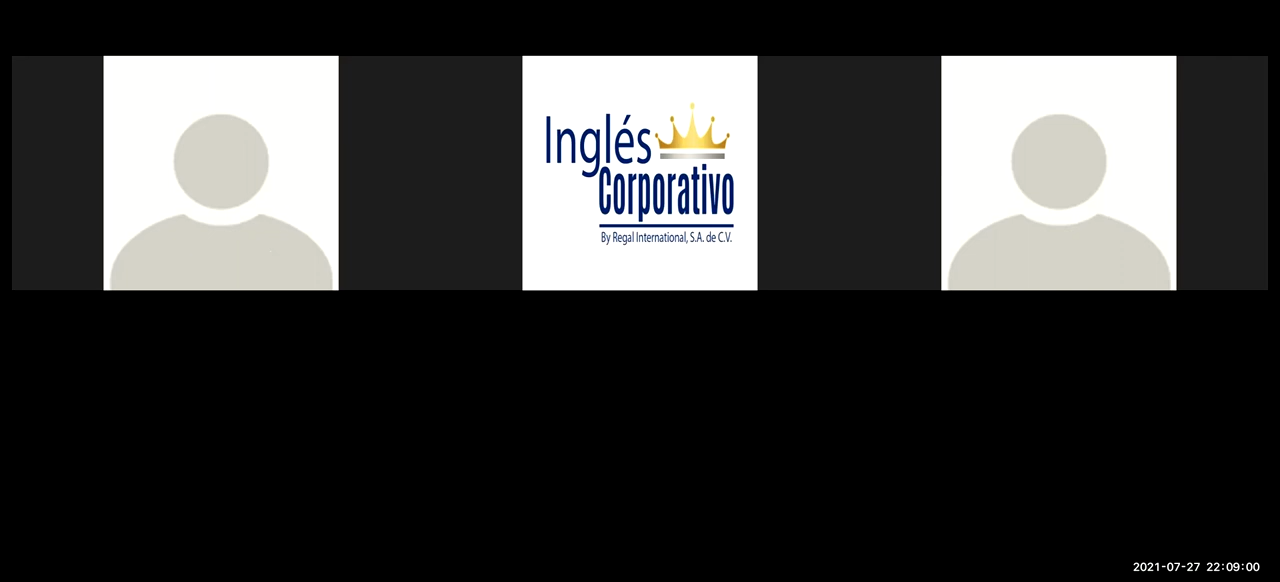 Inglés
Corporativo
By Regal International, S.A. de C.V.
2021-07-27 22:09:00